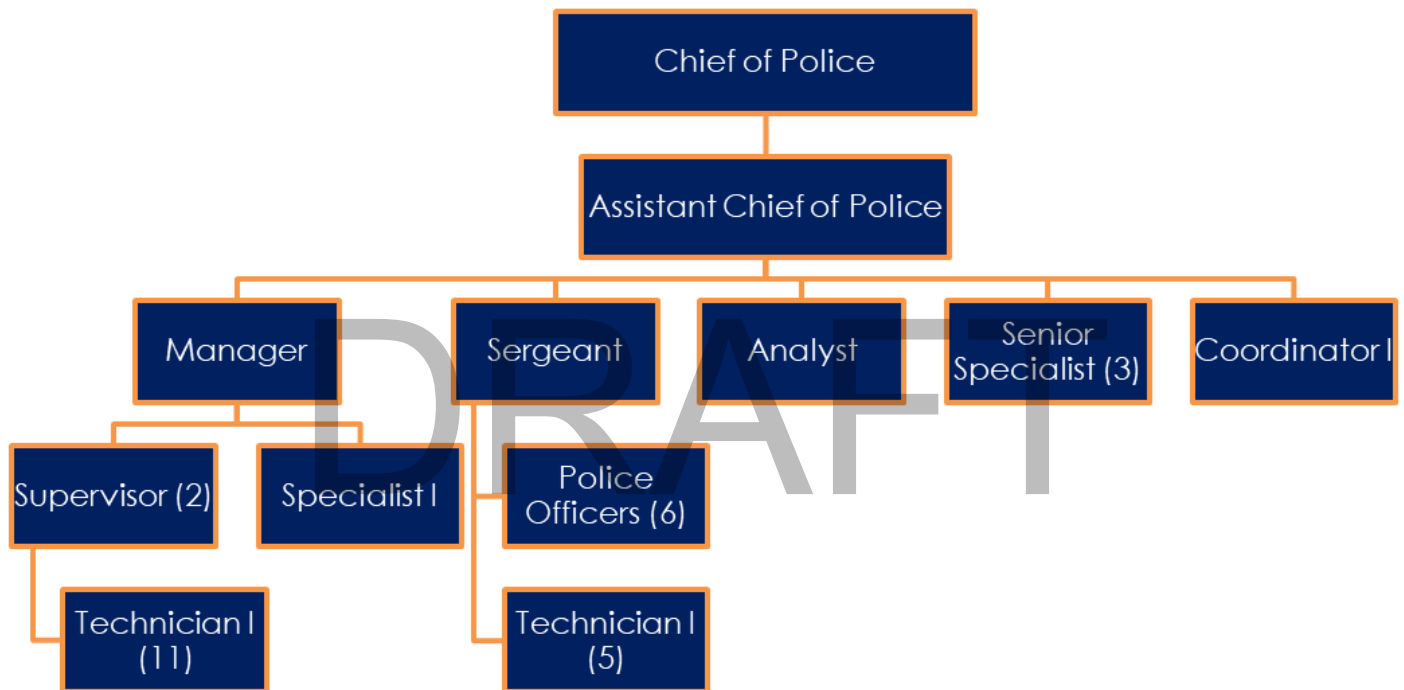 Chief of Police
Assistant Chief of Police
Manager
Sergeant
Analyst
Senior
Specialist (3)
Coordinator I
Supervisor (2)
Specialist I
Police
Officers (6)
Technician I
(11)
Technician I
(5)
DRAFT